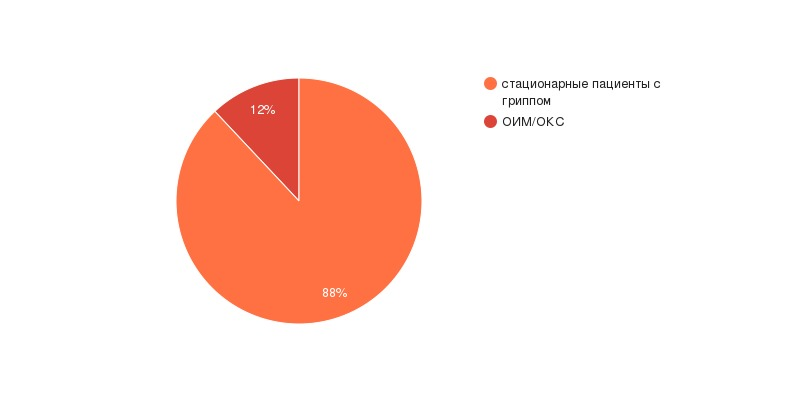 стационарные пациенты с
гриппом
ОИМ/ОКС
12%
88%